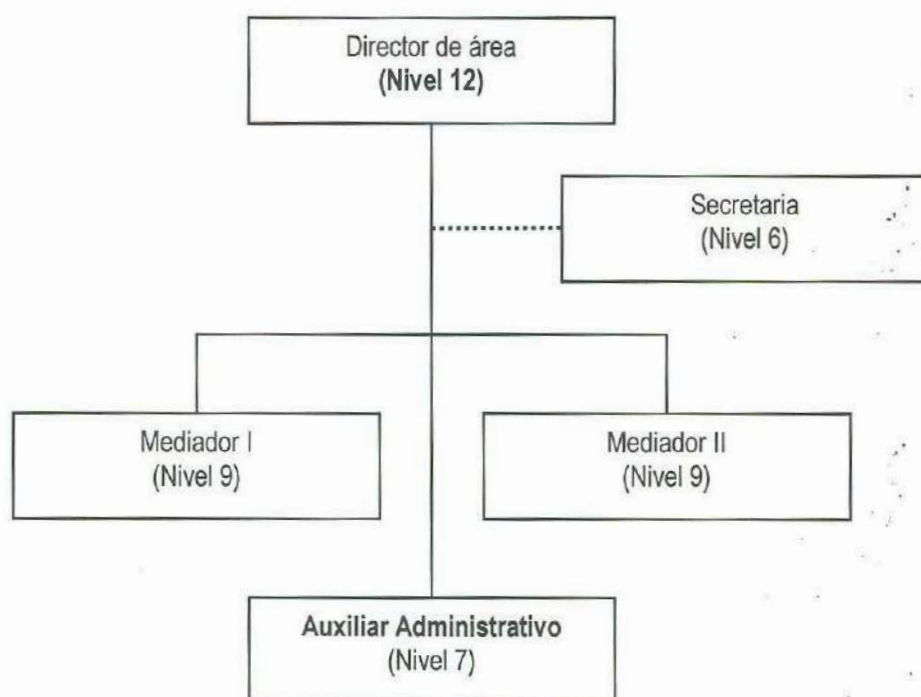 Director de área
(Nivel 12)
Secretaria
(Nivel 6)
Mediador I
(Nivel 9)
Mediador II
(Nivel 9)
Auxiliar Administrativo
(Nivel 7)